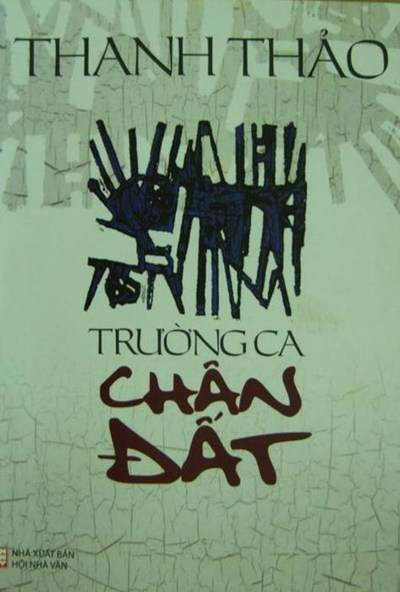 THANH THẢO
TRƯỜNG CA
CHÂN
ĐẤT
NHÀ XUẤT BẢN
HỘI NHÀ VĂN